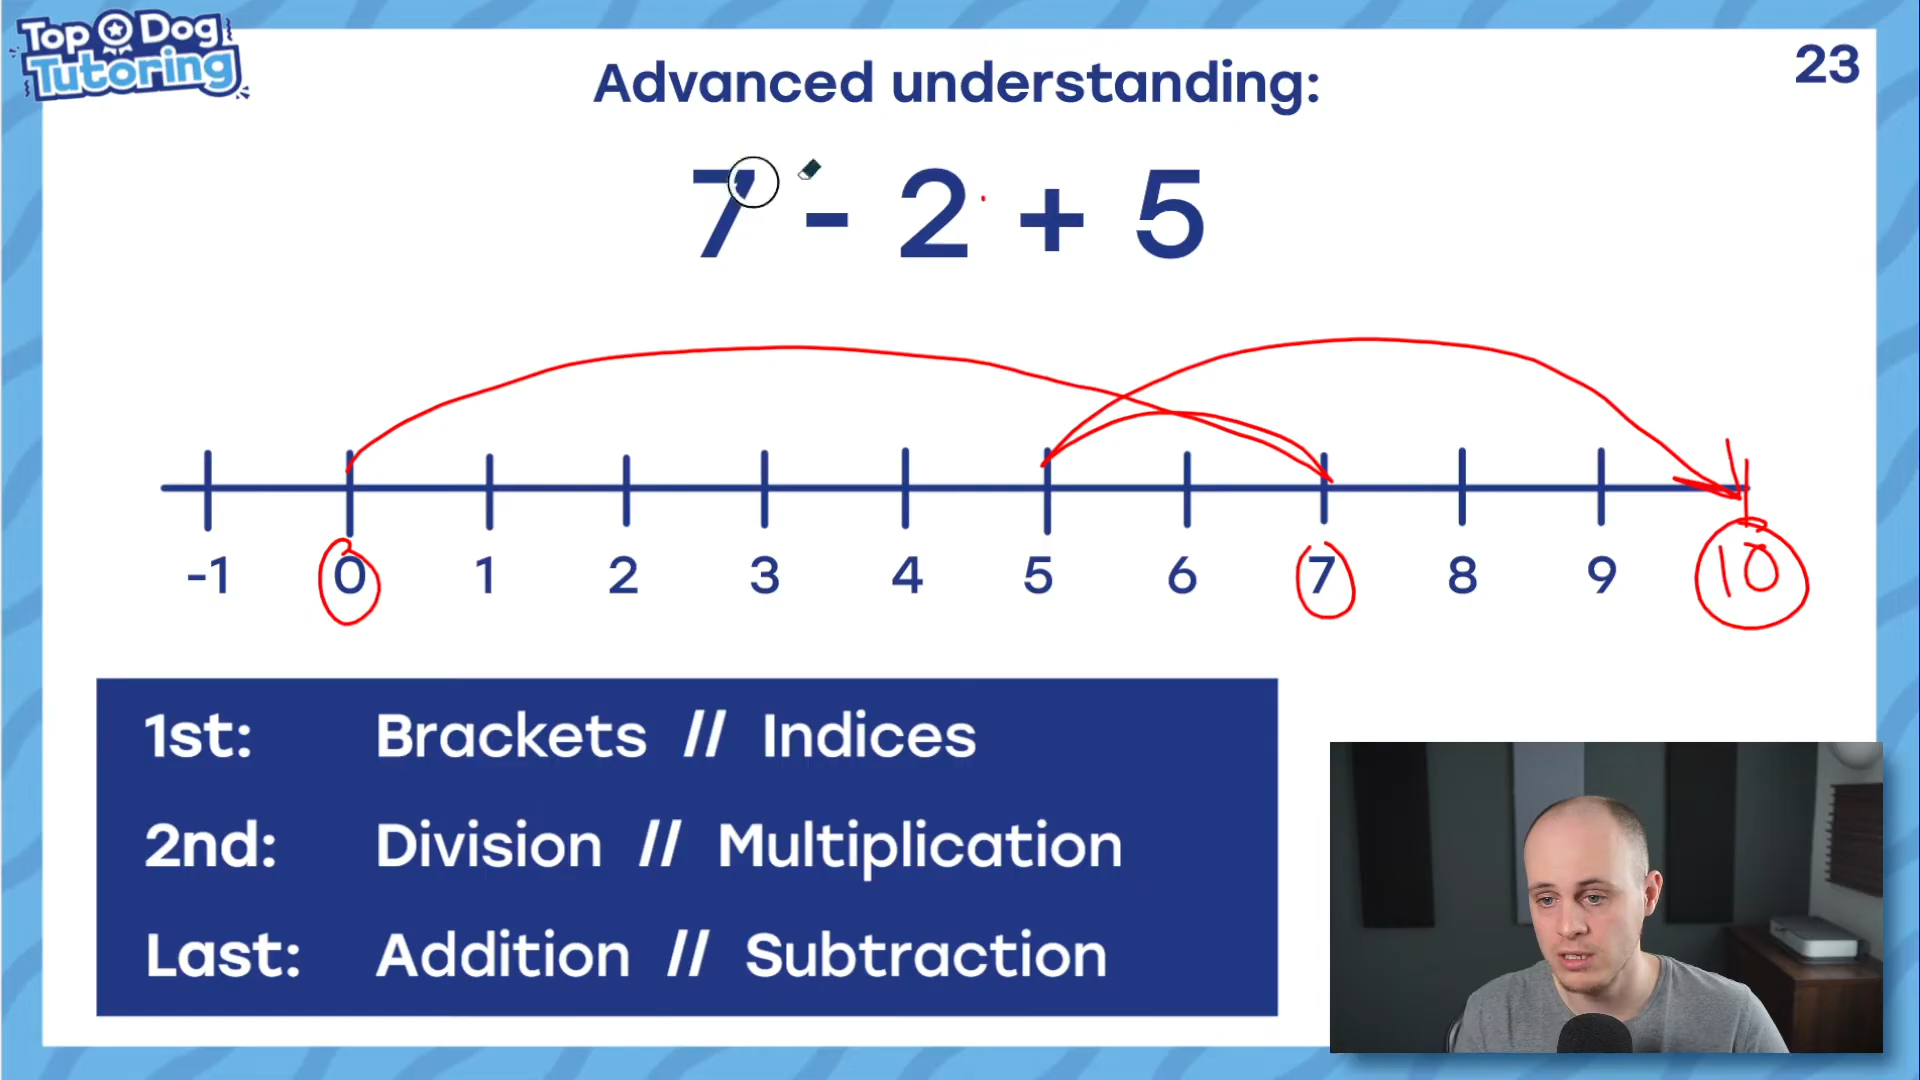 Top Dog
Tutoring
23
Advanced understanding:
7 - 2 + 5
-1 0 1 2 3 4 5 6 7 8 9 10
1st: Brackets // Indices
2nd: Division // Multiplication
Last: Addition // Subtraction